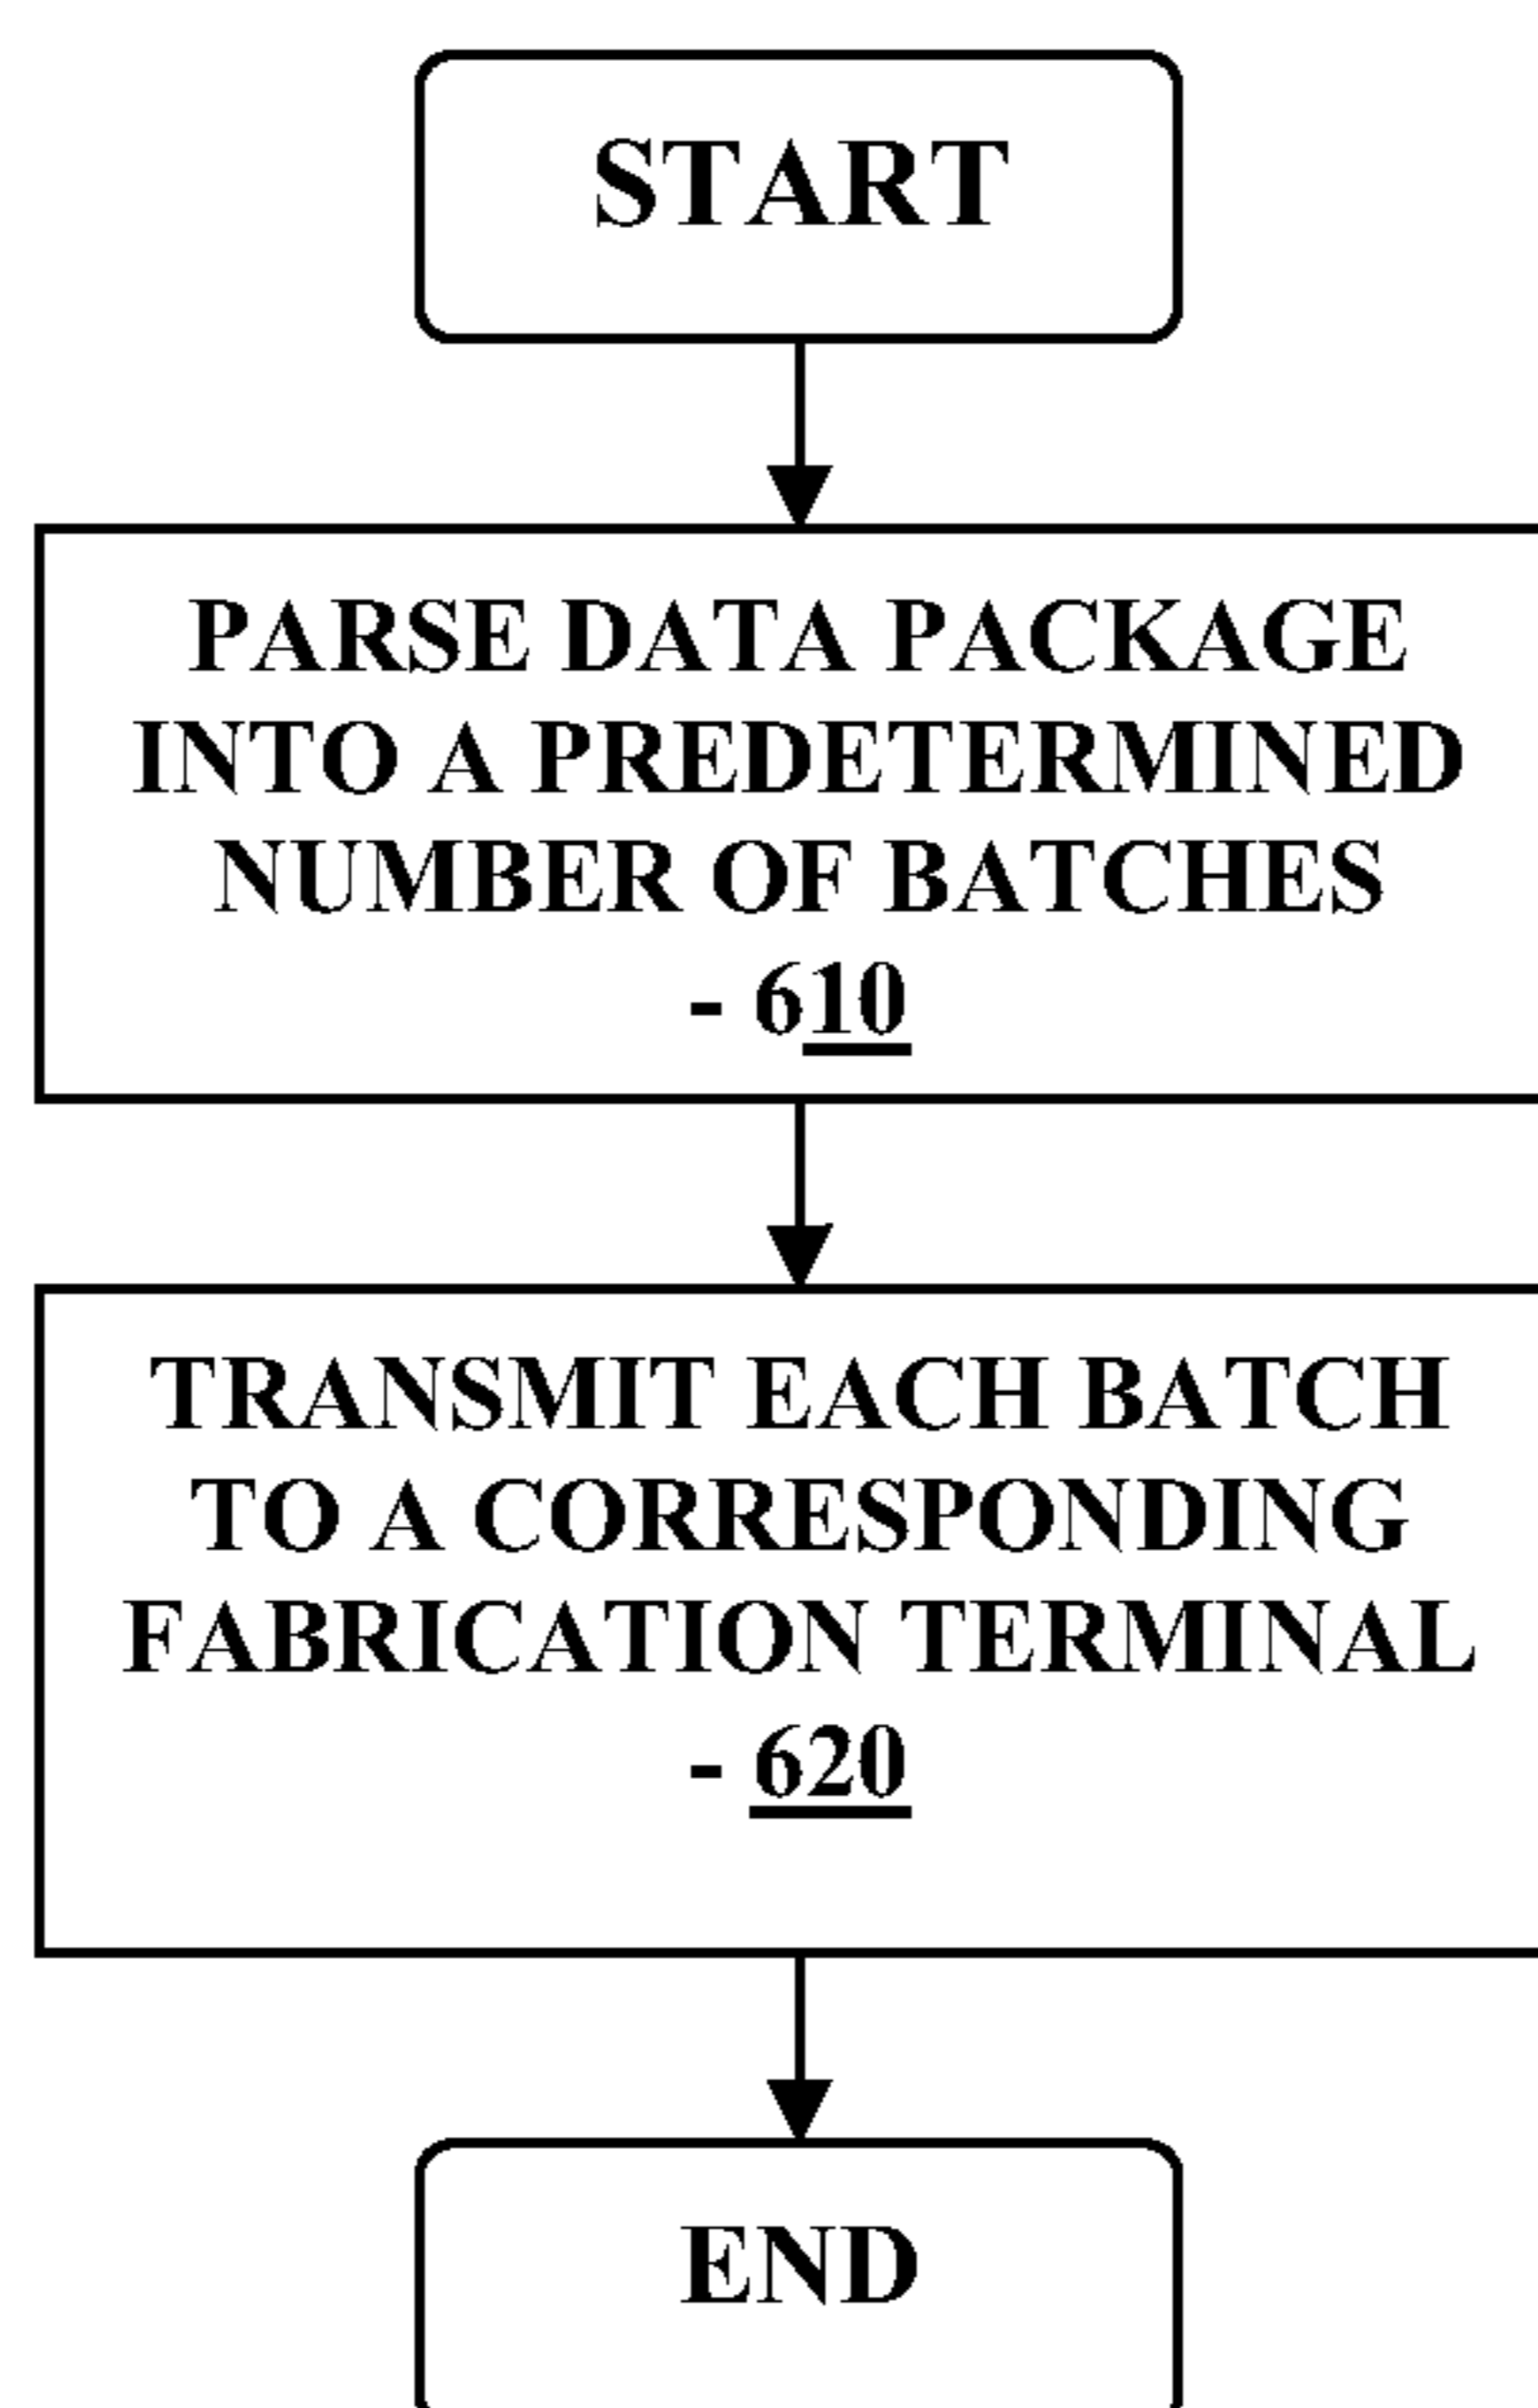 START
PARSE DATA PACKAGE
INTO A PREDETERMINED
NUMBER OF BATCHES
- 610
TRANSMIT EACH BATCH
TO A CORRESPONDING
FABRICATION TERMINAL
- 620
END